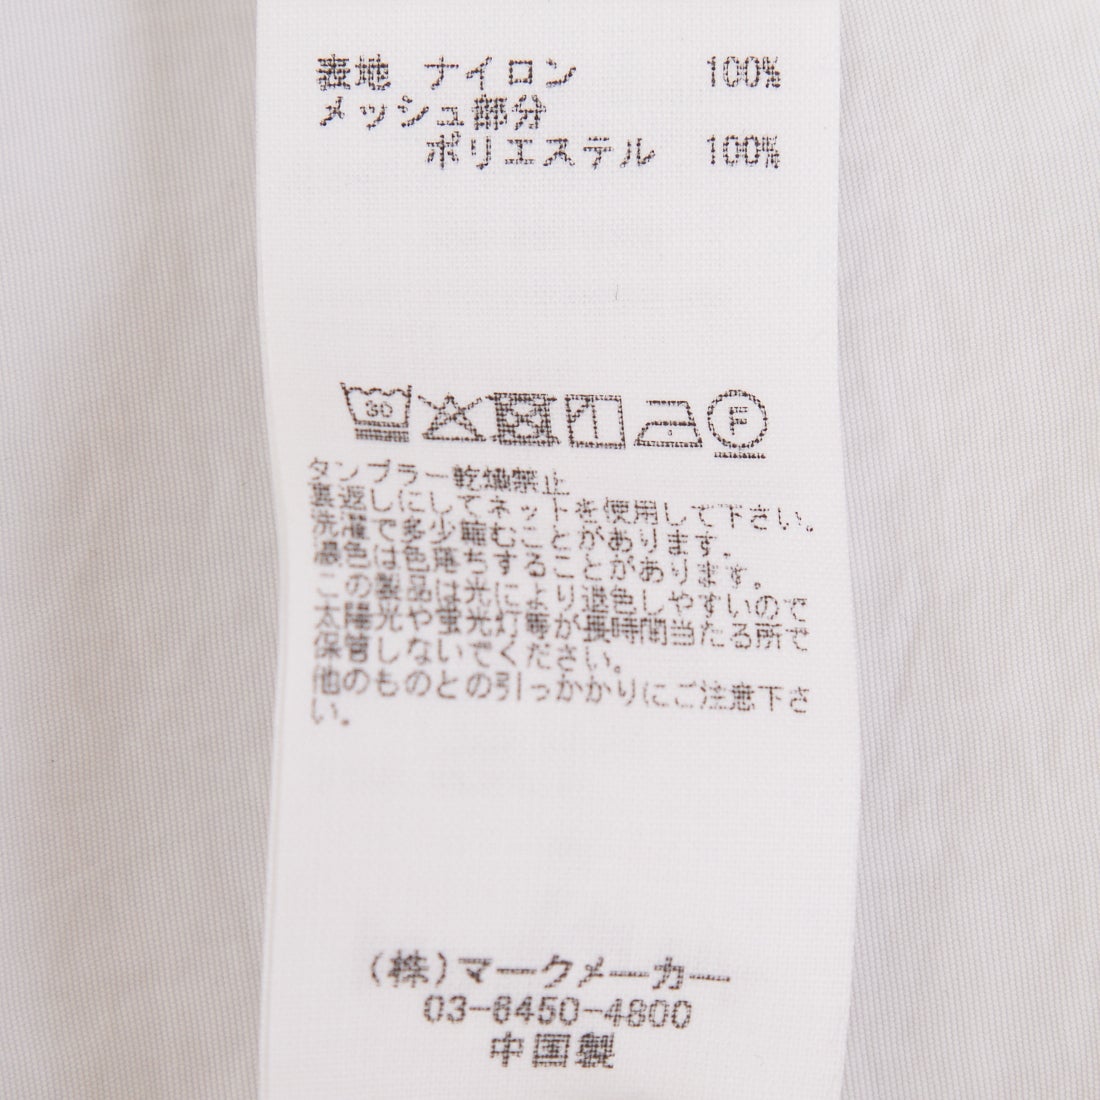 表地 ナイロン 100%
メッシュ部分
ポリエステル 100%
30 F
タンブラー乾燥禁止
裏返しにしてネットを使用して下さい。
洗濯で多少縮むことがあります。
濃色は色落ちすることがあります。
この製品は光により退色しやすいので
太陽光や蛍光灯等が長時間当たる所で
保管しないでください。
他のものとの引っかかりにご注意下さ
い。
(株)マークメーカー
03-6450-4800
中国製